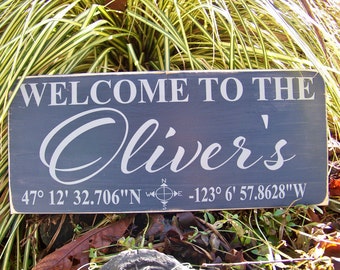 WELCOME TO THE
Oliver's
47° 12' 32.706"N W E -123° 6' 57.8628"W